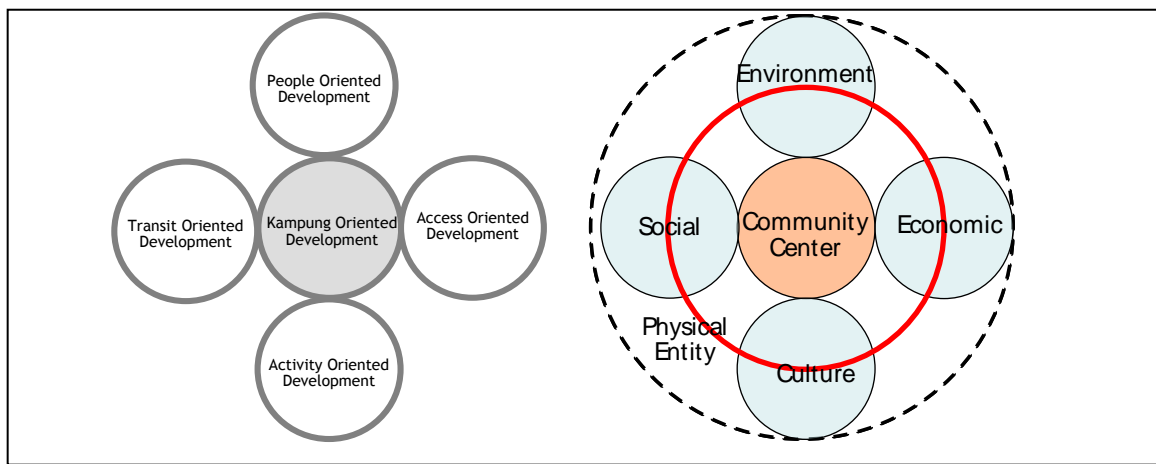 People Oriented
Development
Transit Oriented
Development
Kampung Oriented
Development
Access Oriented
Development
Activity Oriented
Development
Environment
Social
Community
Center
Economic
Physical
Entity
Culture